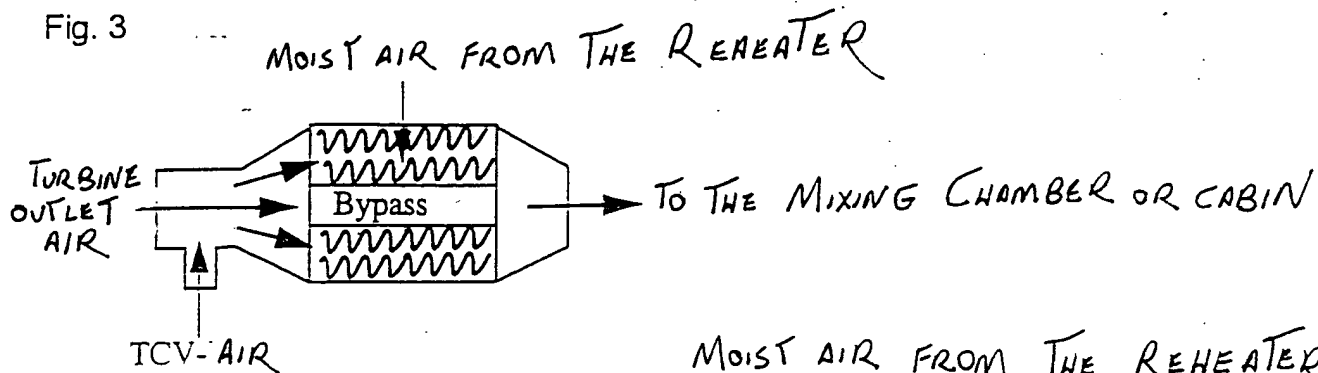 Fig. 3
MOIST AIR FROM THE REHEATER
TURBINE
OUTLET
AIR
Bypass
TO THE MIXING CHAMBER OR CABIN
TCV-AIR
MOIST AIR FROM THE REHEATER